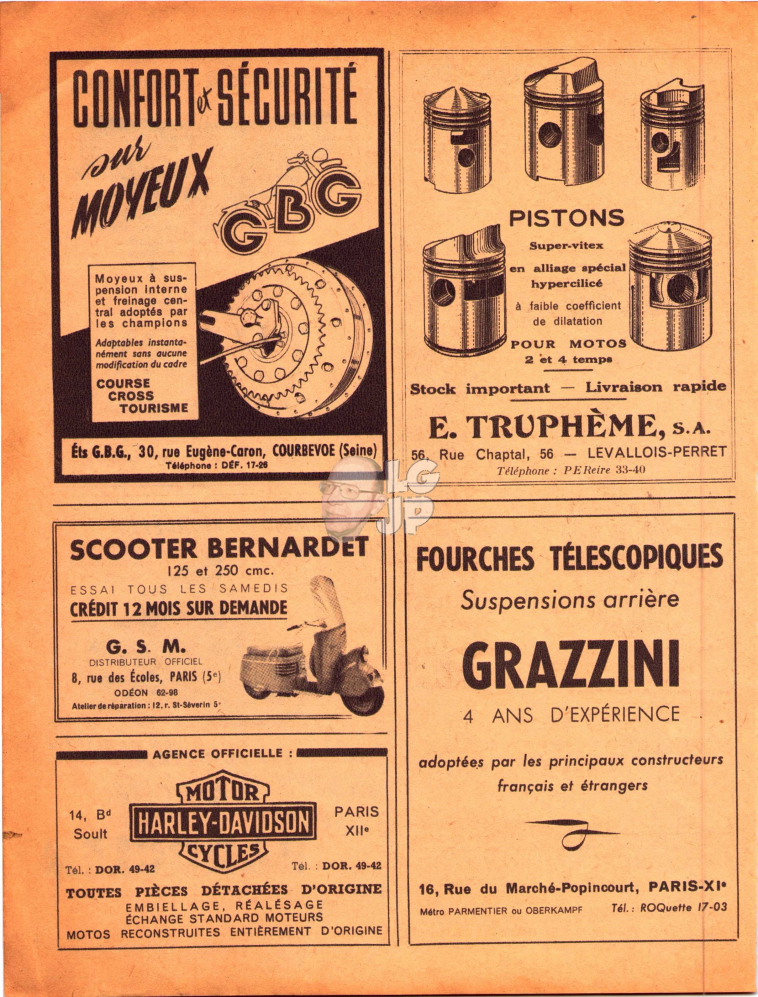 CONFORT et SÉCURITÉ
sur
MOYEUX
GBG
Moyeux à sus-
pension interne
et freinage cen-
tral adoptés par
les champions
Adaptables instanta-
nément sans aucune
modification du cadre
COURSE
CROSS
TOURISME
Éts G.B.G., 30, rue Eugène-Caron, COURBEVOE (Seine)
Téléphone : DÉF. 17-26
PISTONS
Super-vitex
en alliage spécial
hypercilicé
à faible coefficient
de dilatation
POUR MOTOS
2 et 4 temps
Stock important — Livraison rapide
E. TRUPHÈME, S.A.
56, Rue Chaptal, 56 — LEVALLOIS-PERRET
Téléphone : PEReire 33-40
LG
JP
SCOOTER BERNARDET
125 et 250 cmc.
ESSAI TOUS LES SAMEDIS
CRÉDIT 12 MOIS SUR DEMANDE
G. S. M.
DISTRIBUTEUR OFFICIEL
8, rue des Écoles, PARIS (5e)
ODÉON 62-98
Atelier de réparation : 12, r. St-Séverin 5e
FOURCHES TÉLESCOPIQUES
Suspensions arrière
GRAZZINI
4 ANS D'EXPÉRIENCE
adoptées par les principaux constructeurs
français et étrangers
16, Rue du Marché-Popincourt, PARIS-XIe
Métro PARMENTIER ou OBERKAMPF Tél. : ROQuette 17-03
AGENCE OFFICIELLE :
MOTOR
HARLEY-DAVIDSON
CYCLES
14, Bd
Soult
PARIS
XIIe
Tél. : DOR. 49-42 Tél. : DOR. 49-42
TOUTES PIÈCES DÉTACHÉES D'ORIGINE
EMBIELLAGE, RÉALÉSAGE
ÉCHANGE STANDARD MOTEURS
MOTOS RECONSTRUITES ENTIÈREMENT D'ORIGINE